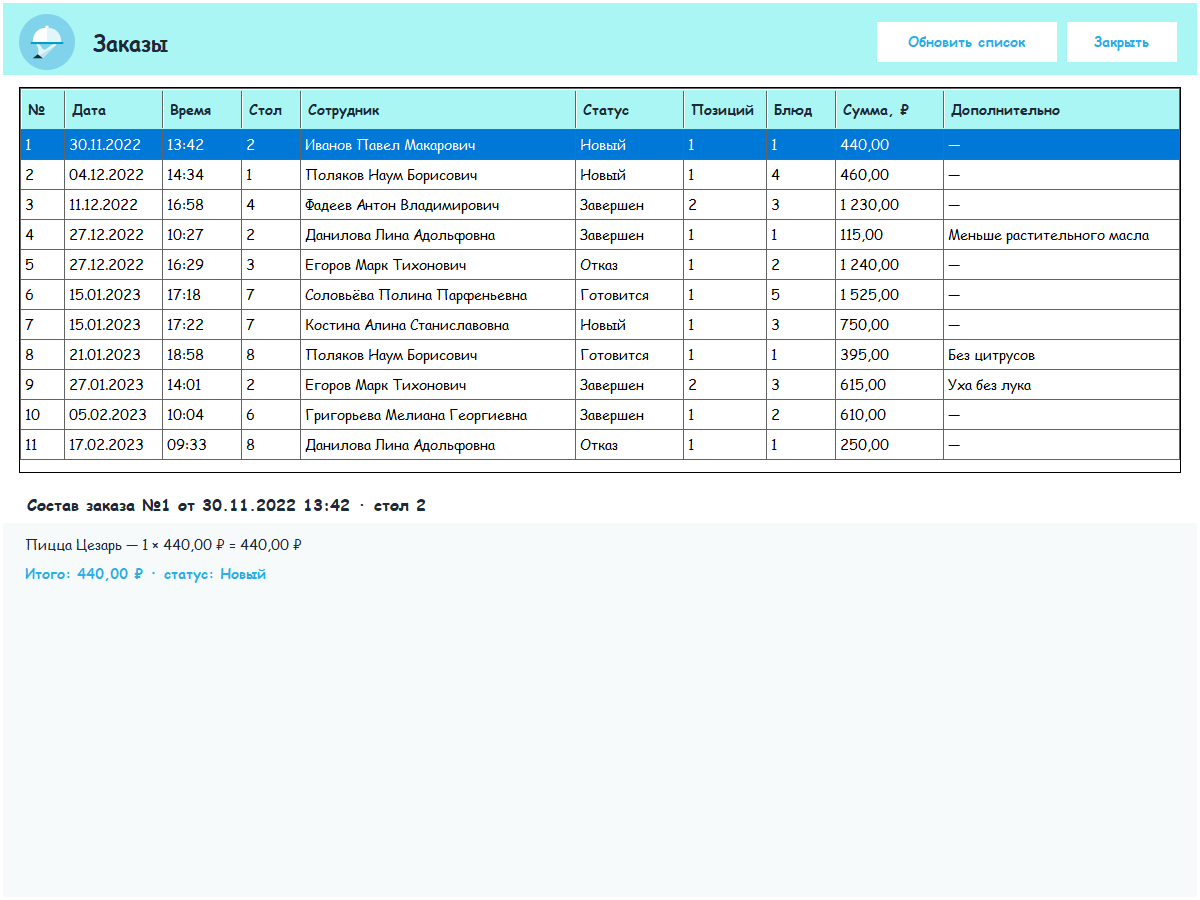 Заказы
Обновить список
Закрыть
№ Дата Время Стол Сотрудник Статус Позиций Блюд Сумма, ₽ Дополнительно
1 30.11.2022 13:42 2 Иванов Павел Макарович Новый 1 1 440,00 —
2 04.12.2022 14:34 1 Поляков Наум Борисович Новый 1 4 460,00 —
3 11.12.2022 16:58 4 Фадеев Антон Владимирович Завершен 2 3 1 230,00 —
4 27.12.2022 10:27 2 Данилова Лина Адольфовна Завершен 1 1 115,00 Меньше растительного масла
5 27.12.2022 16:29 3 Егоров Марк Тихонович Отказ 1 2 1 240,00 —
6 15.01.2023 17:18 7 Соловьёва Полина Парфеньевна Готовится 1 5 1 525,00 —
7 15.01.2023 17:22 7 Костина Алина Станиславовна Новый 1 3 750,00 —
8 21.01.2023 18:58 8 Поляков Наум Борисович Готовится 1 1 395,00 Без цитрусов
9 27.01.2023 14:01 2 Егоров Марк Тихонович Завершен 2 3 615,00 Уха без лука
10 05.02.2023 10:04 6 Григорьева Мелиана Георгиевна Завершен 1 2 610,00 —
11 17.02.2023 09:33 8 Данилова Лина Адольфовна Отказ 1 1 250,00 —
Состав заказа №1 от 30.11.2022 13:42 · стол 2
Пицца Цезарь — 1 × 440,00 ₽ = 440,00 ₽
Итого: 440,00 ₽ · статус: Новый